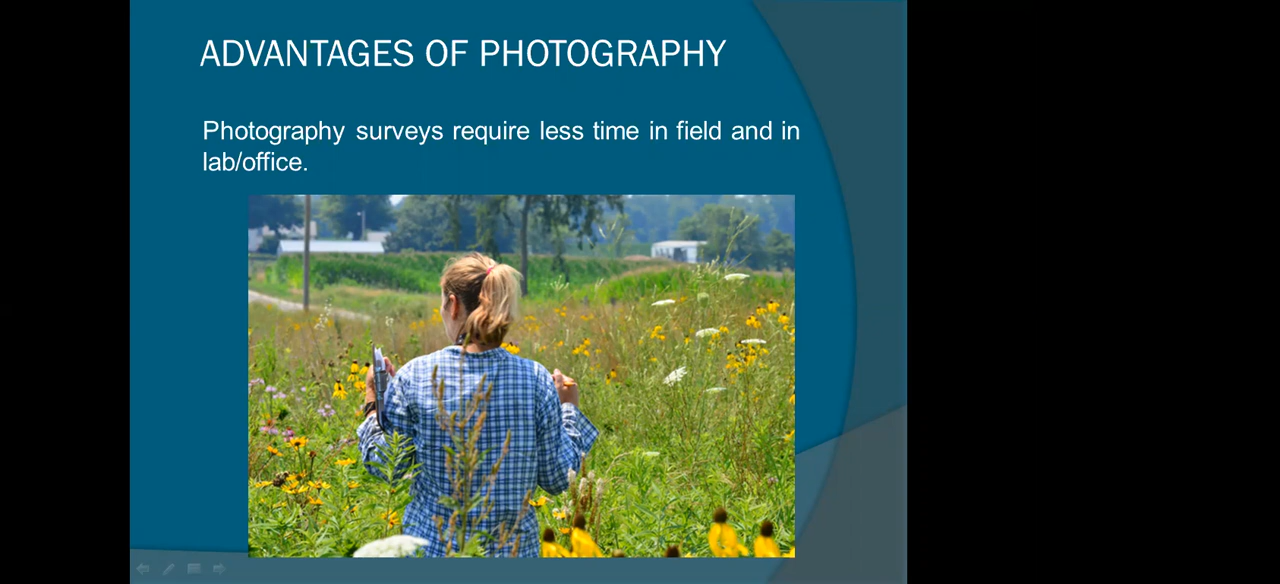 ADVANTAGES OF PHOTOGRAPHY
Photography surveys require less time in field and in
lab/office.